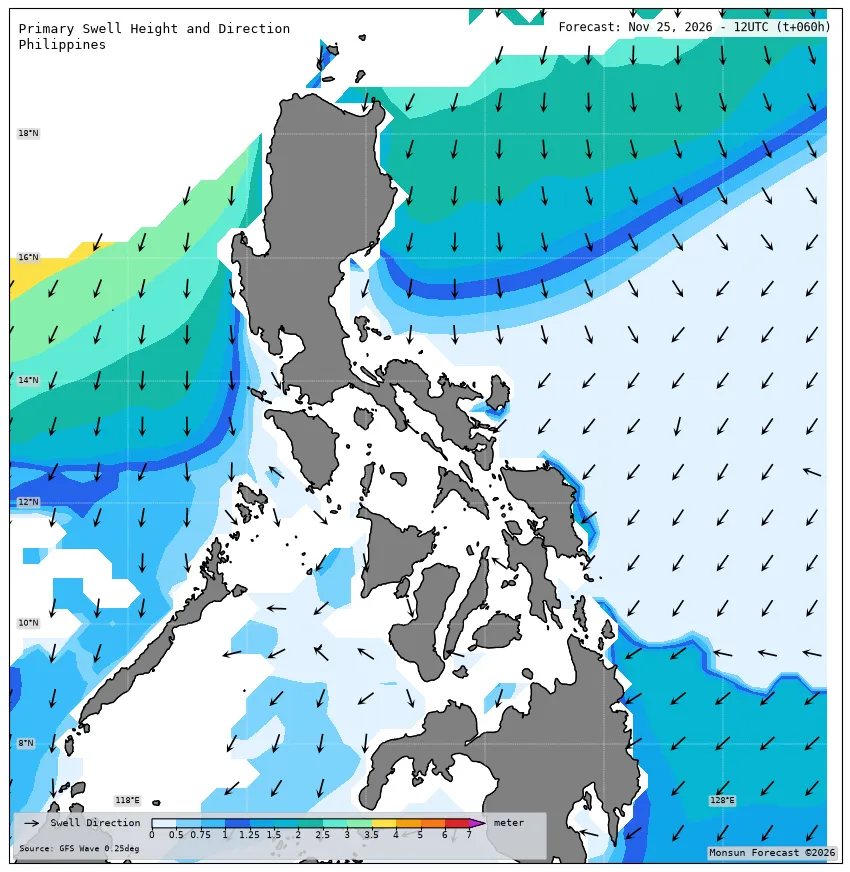 Primary Swell Height and Direction
Philippines
Forecast: Nov 25, 2026 - 12UTC (t+060h)
18°N
16°N
14°N
12°N
10°N
8°N
118°E
128°E
Swell Direction
0 0.5 0.75 1 1.25 1.5 2 2.5 3 3.5 4 5 6 7
meter
Source: GFS Wave 0.25deg
Monsun Forecast ©2026